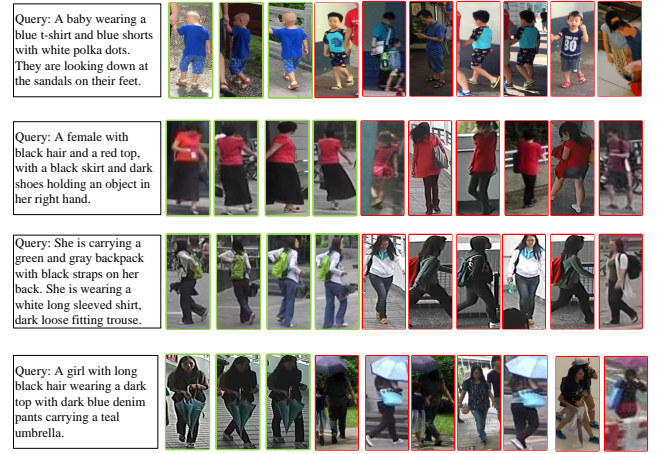 Query: A baby wearing a
blue t-shirt and blue shorts
with white polka dots.
They are looking down at
the sandals on their feet.
80
Query: A female with
black hair and a red top,
with a black skirt and dark
shoes holding an object in
her right hand.
Query: She is carrying a
green and gray backpack
with black straps on her
back. She is wearing a
white long sleeved shirt,
dark loose fitting trouse.
Query: A girl with long
black hair wearing a dark
top with dark blue denim
pants carrying a teal
umbrella.